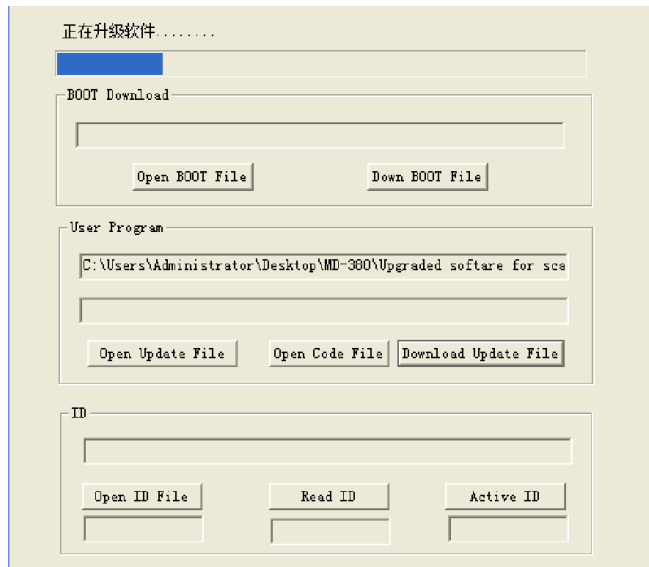 正在升级软件........
BOOT Download
Open BOOT File Down BOOT File
User Program
C:\Users\Administrator\Desktop\MD-380\Upgraded softare for sca
Open Update File Open Code File Download Update File
ID
Open ID File Read ID Active ID